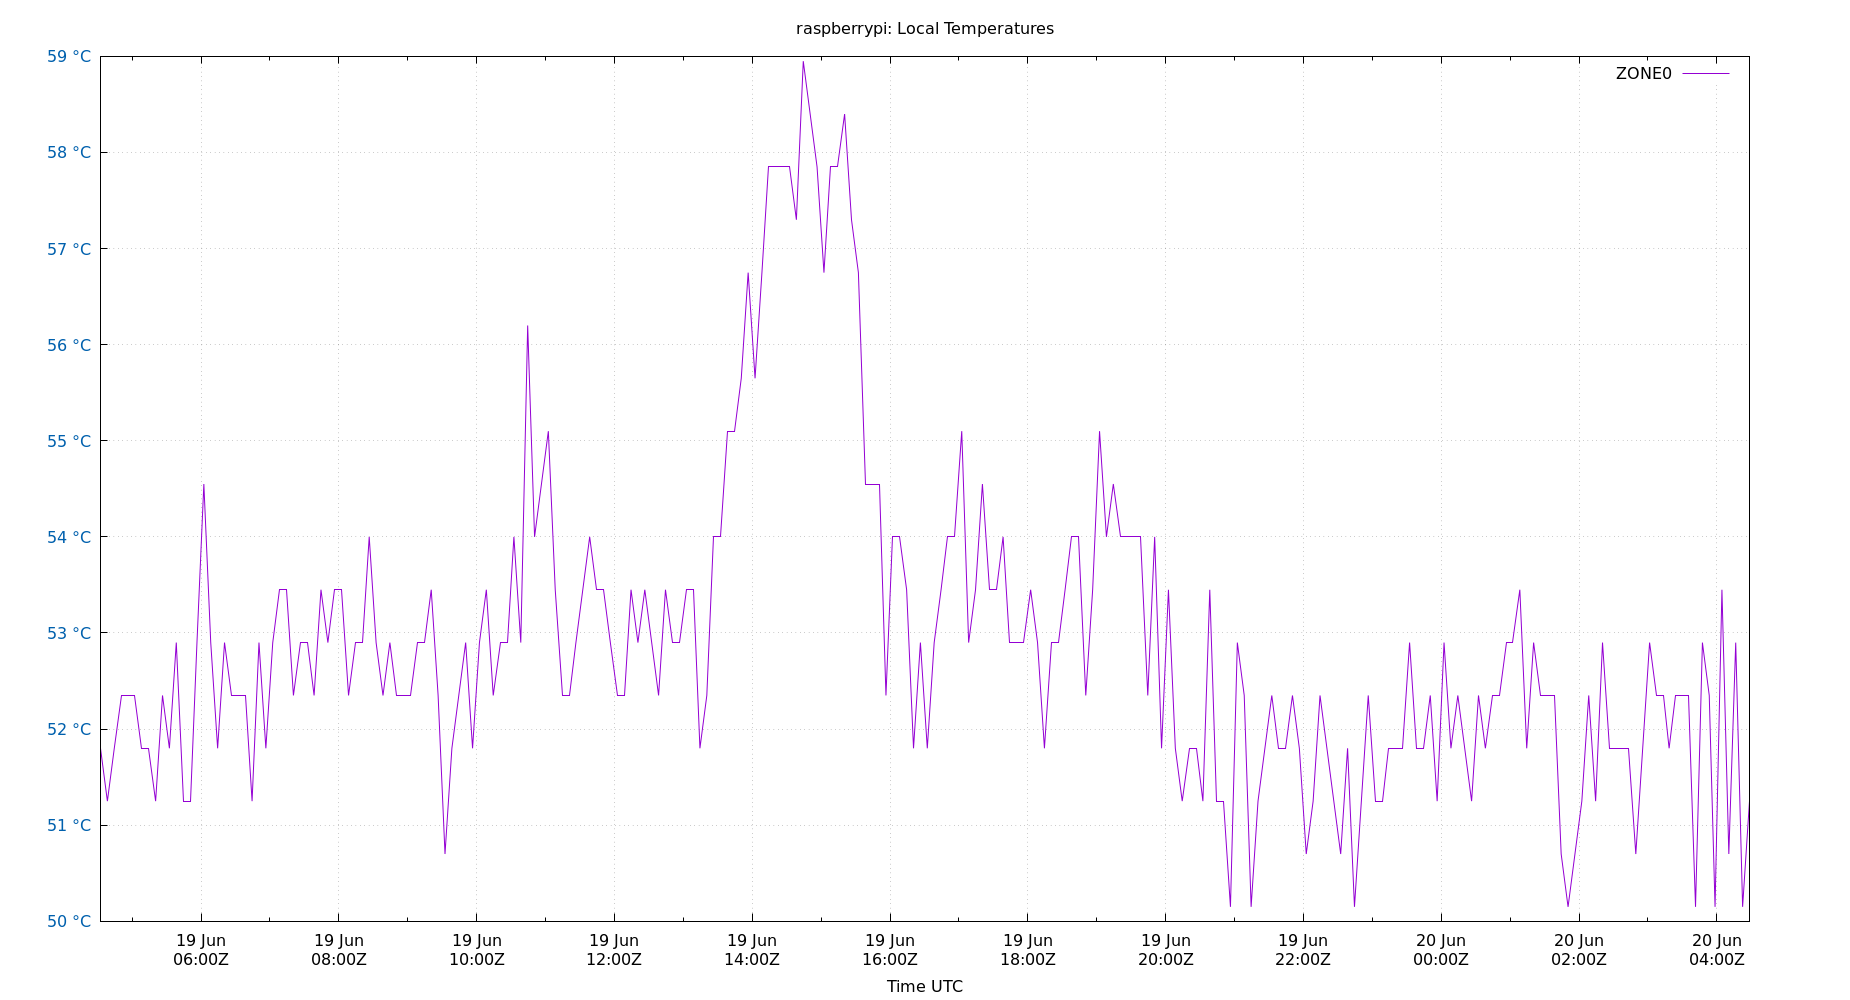 raspberrypi: Local Temperatures
59 °C
ZONE0
58 °C
57 °C
56 °C
55 °C
54 °C
53 °C
52 °C
51 °C
50 °C
19 Jun 19 Jun 19 Jun 19 Jun 19 Jun 19 Jun 19 Jun 19 Jun 19 Jun 20 Jun 20 Jun 20 Jun
06:00Z 08:00Z 10:00Z 12:00Z 14:00Z 16:00Z 18:00Z 20:00Z 22:00Z 00:00Z 02:00Z 04:00Z
Time UTC